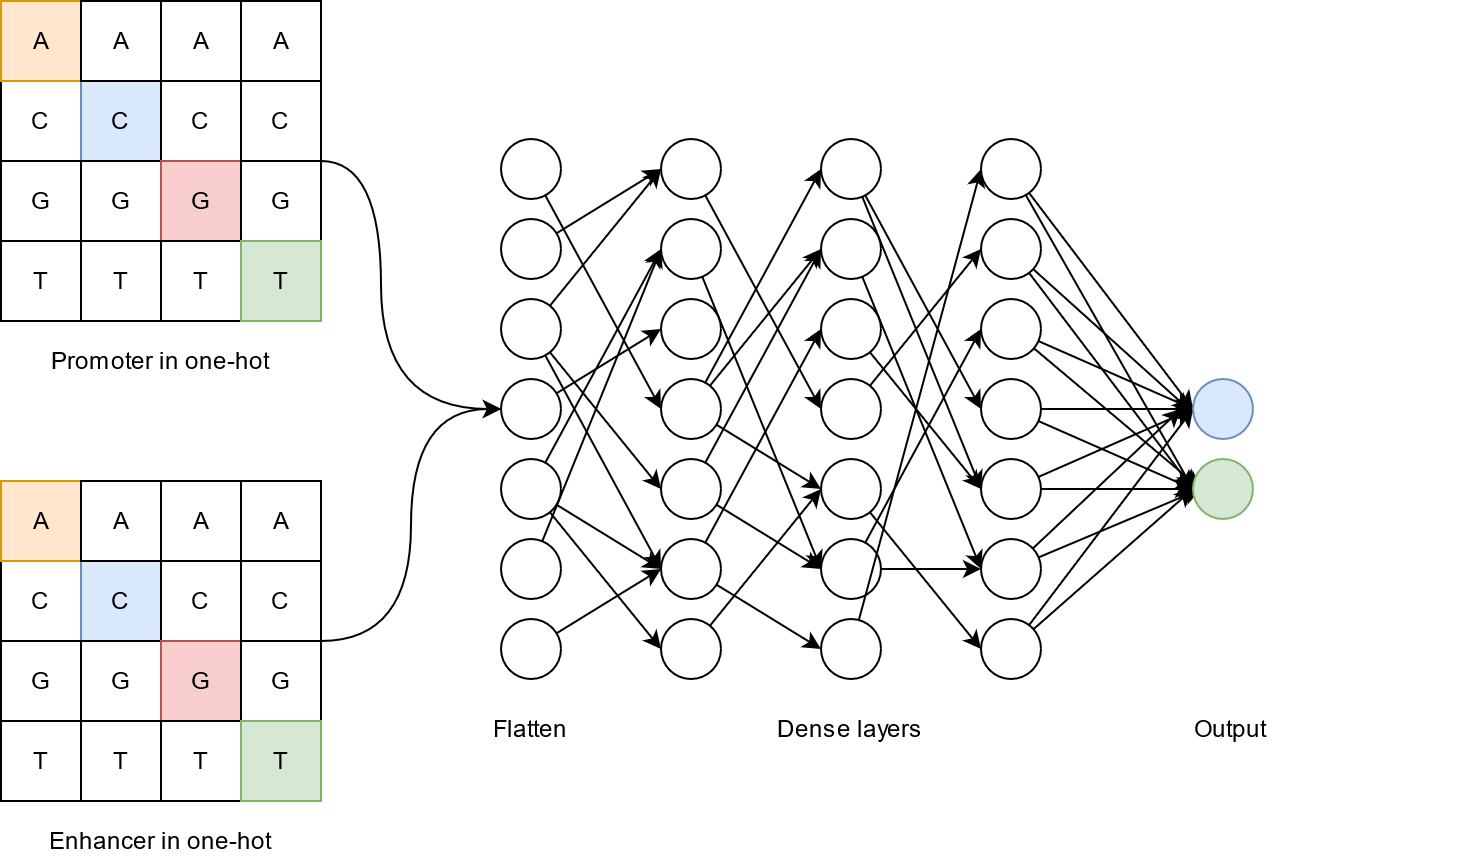 A A A A
C C C C
G G G G
T T T T
Promoter in one-hot
A A A A
C C C C
G G G G
T T T T
Enhancer in one-hot
Flatten
Dense layers
Output